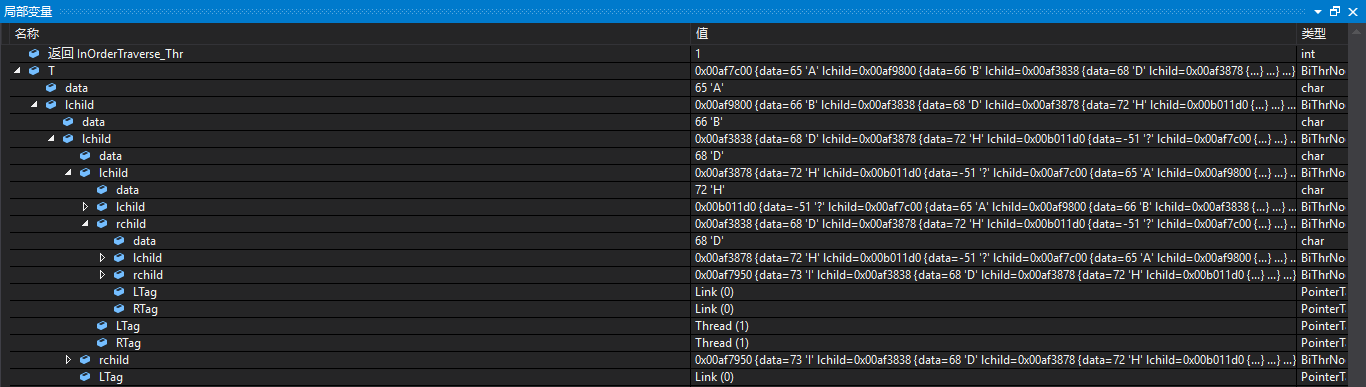 局部变量
名称 值 类型
返回 InOrderTraverse_Thr 1 int
T 0x00af7c00 {data=65 'A' lchild=0x00af9800 {data=66 'B' lchild=0x00af3838 {data=68 'D' lchild=0x00af3878 {...} ...} ...} BiThrNo
data 65 'A' char
lchild 0x00af9800 {data=66 'B' lchild=0x00af3838 {data=68 'D' lchild=0x00af3878 {data=72 'H' lchild=0x00b011d0 {...} ...} ... BiThrNo
data 66 'B' char
lchild 0x00af3838 {data=68 'D' lchild=0x00af3878 {data=72 'H' lchild=0x00b011d0 {data=-51 '?' lchild=0x00af7c00 {...} ...} .. BiThrNo
data 68 'D' char
lchild 0x00af3878 {data=72 'H' lchild=0x00b011d0 {data=-51 '?' lchild=0x00af7c00 {data=65 'A' lchild=0x00af9800 {...} ...} .. BiThrNo
data 72 'H' char
lchild 0x00b011d0 {data=-51 '?' lchild=0x00af7c00 {data=65 'A' lchild=0x00af9800 {data=66 'B' lchild=0x00af3838 {...} ...} .. BiThrNo
rchild 0x00af3838 {data=68 'D' lchild=0x00af3878 {data=72 'H' lchild=0x00b011d0 {data=-51 '?' lchild=0x00af7c00 {...} ...} .. BiThrNo
data 68 'D' char
lchild 0x00af3878 {data=72 'H' lchild=0x00b011d0 {data=-51 '?' lchild=0x00af7c00 {data=65 'A' lchild=0x00af9800 {...} ...} .. BiThrNo
rchild 0x00af7950 {data=73 'I' lchild=0x00af3838 {data=68 'D' lchild=0x00af3878 {data=72 'H' lchild=0x00b011d0 {...} ...} ...} BiThrNo
LTag Link (0) PointerT
RTag Link (0) PointerT
LTag Thread (1) PointerT
RTag Thread (1) PointerT
rchild 0x00af7950 {data=73 'I' lchild=0x00af3838 {data=68 'D' lchild=0x00af3878 {data=72 'H' lchild=0x00b011d0 {...} ...} ...} BiThrNo
LTag Link (0) PointerT